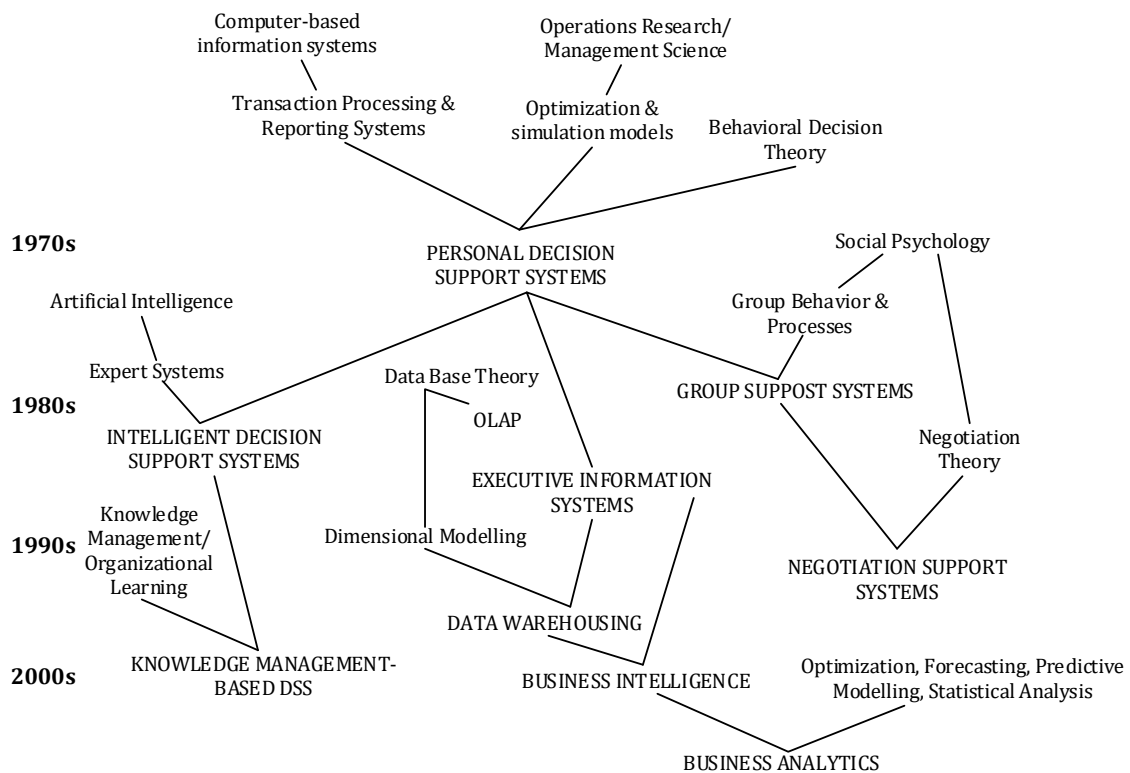 Computer-based
information systems
Operations Research/
Management Science
Transaction Processing &
Reporting Systems
Optimization &
simulation models
Behavioral Decision
Theory
1970s
PERSONAL DECISION
SUPPORT SYSTEMS
Social Psychology
Artificial Intelligence
Group Behavior &
Processes
Expert Systems
Data Base Theory
GROUP SUPPOST SYSTEMS
1980s
OLAP
INTELLIGENT DECISION
SUPPORT SYSTEMS
Negotiation
Theory
EXECUTIVE INFORMATION
SYSTEMS
Knowledge
Management/
Organizational
Learning
1990s
Dimensional Modelling
NEGOTIATION SUPPORT
SYSTEMS
DATA WAREHOUSING
KNOWLEDGE MANAGEMENT-
BASED DSS
2000s
BUSINESS INTELLIGENCE
Optimization, Forecasting, Predictive
Modelling, Statistical Analysis
BUSINESS ANALYTICS